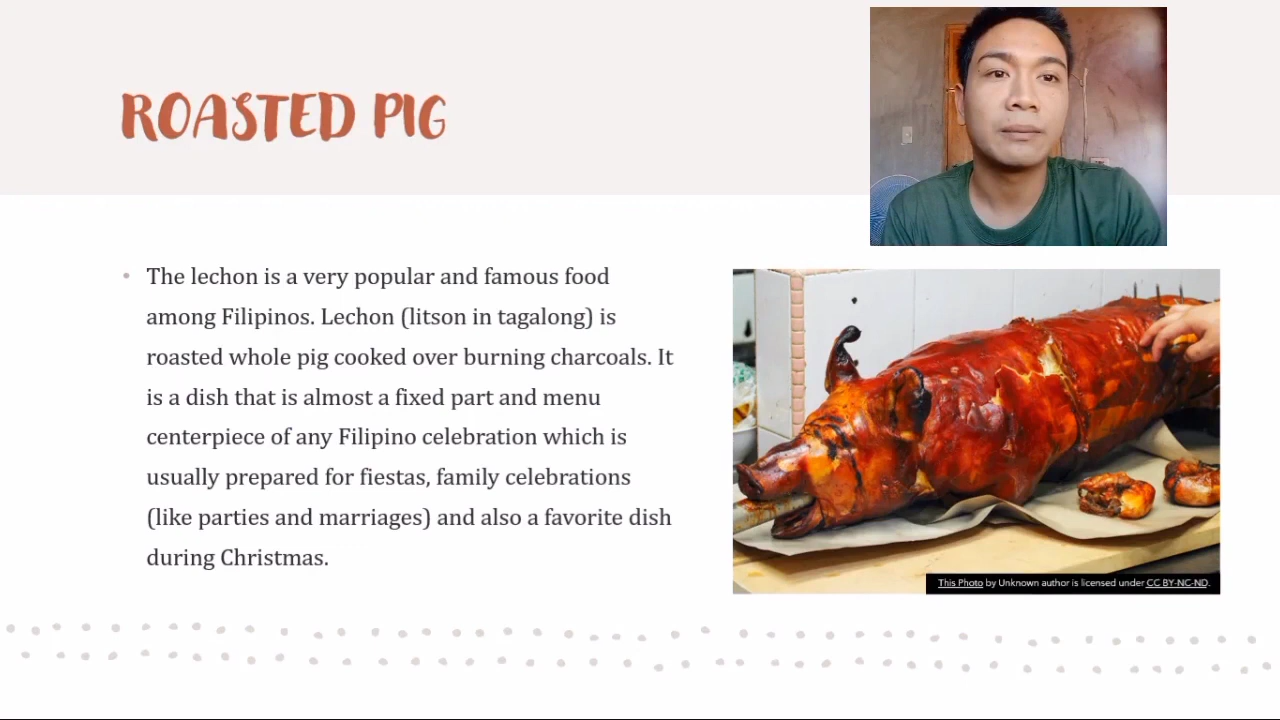 ROASTED PIG
• The lechon is a very popular and famous food
among Filipinos. Lechon (litson in tagalong) is
roasted whole pig cooked over burning charcoals. It
is a dish that is almost a fixed part and menu
centerpiece of any Filipino celebration which is
usually prepared for fiestas, family celebrations
(like parties and marriages) and also a favorite dish
during Christmas.
This Photo by Unknown author is licensed under CC BY-NC-ND.